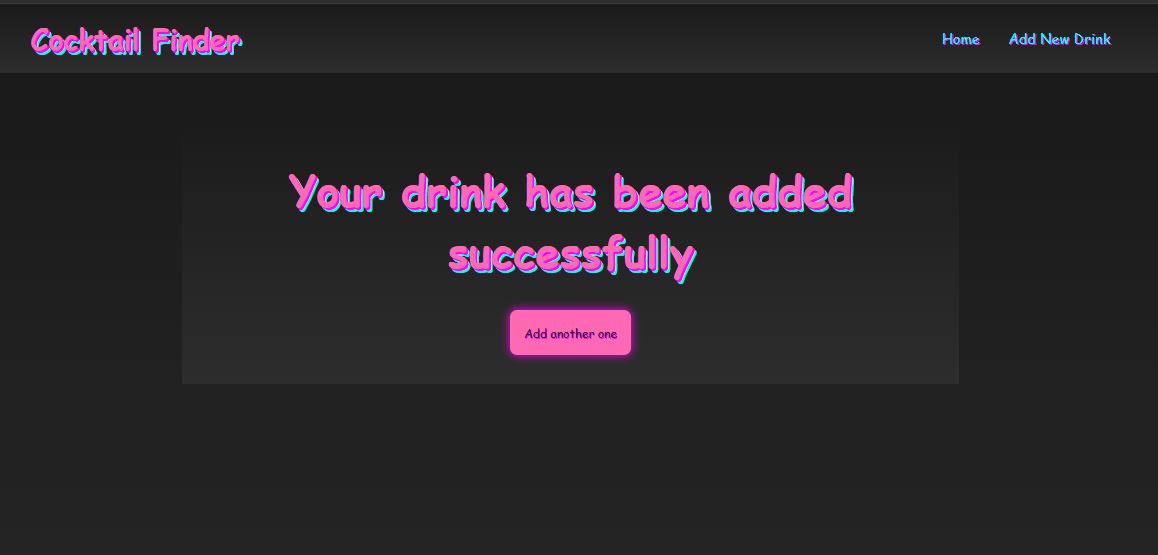 Cocktail Finder
Home
Add New Drink
Your drink has been added
successfully
Add another one